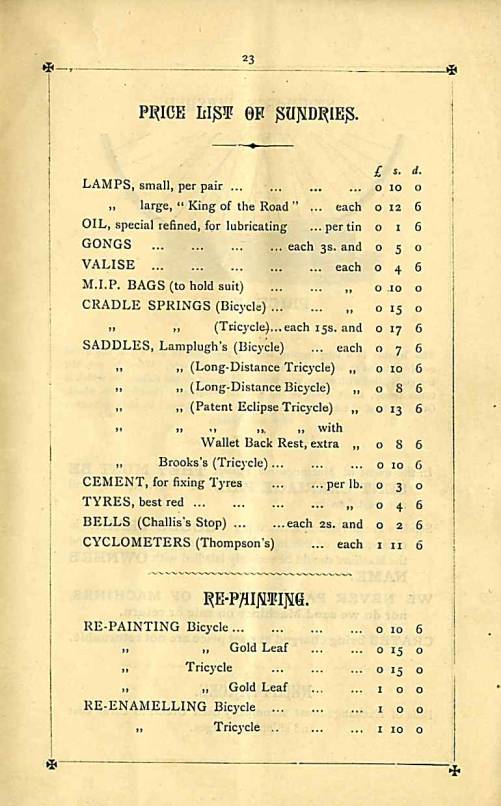 23
PRICE LIST OF SUNDRIES.
£ s. d.
LAMPS, small, per pair ... ... ... ... 0 10 0
„ large, “ King of the Road ” ... each 0 12 6
OIL, special refined, for lubricating ... per tin 0 1 6
GONGS ... ... ... ... each 3s. and 0 5 0
VALISE ... ... ... ... ... each 0 4 6
M.I.P. BAGS (to hold suit) ... ... „ 0 10 0
CRADLE SPRINGS (Bicycle) ... ... „ 0 15 0
„ „ (Tricycle)... each 15s. and 0 17 6
SADDLES, Lamplugh's (Bicycle) ... each 0 7 6
„ „ (Long-Distance Tricycle) „ 0 10 6
„ „ (Long-Distance Bicycle) „ 0 8 6
„ „ (Patent Eclipse Tricycle) „ 0 13 6
„ „ „ „ „ with
Wallet Back Rest, extra „ 0 8 6
„ Brooks's (Tricycle) ... ... ... 0 10 6
CEMENT, for fixing Tyres ... ... per lb. 0 3 0
TYRES, best red ... ... ... ... „ 0 4 6
BELLS (Challis's Stop) ... ... each 2s. and 0 2 6
CYCLOMETERS (Thompson's) ... each 1 11 6
RE-PAINTING.
RE-PAINTING Bicycle ... ... ... ... 0 10 6
„ „ Gold Leaf ... ... 0 15 0
„ Tricycle ... ... ... 0 15 0
„ „ Gold Leaf ... ... 1 0 0
RE-ENAMELLING Bicycle ... ... ... 1 0 0
„ Tricycle .. ... ... 1 10 0